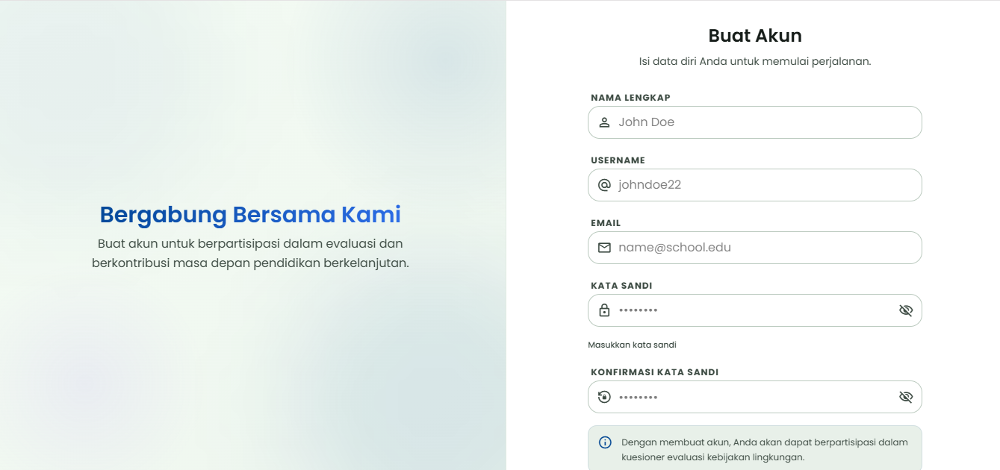 Bergabung Bersama Kami
Buat akun untuk berpartisipasi dalam evaluasi dan
berkontribusi masa depan pendidikan berkelanjutan.
Buat Akun
Isi data diri Anda untuk memulai perjalanan.
NAMA LENGKAP
John Doe
USERNAME
johndoe22
EMAIL
name@school.edu
KATA SANDI
••••••••
Masukkan kata sandi
KONFIRMASI KATA SANDI
••••••••
Dengan membuat akun, Anda akan dapat berpartisipasi dalam
kuesioner evaluasi kebijakan lingkungan.